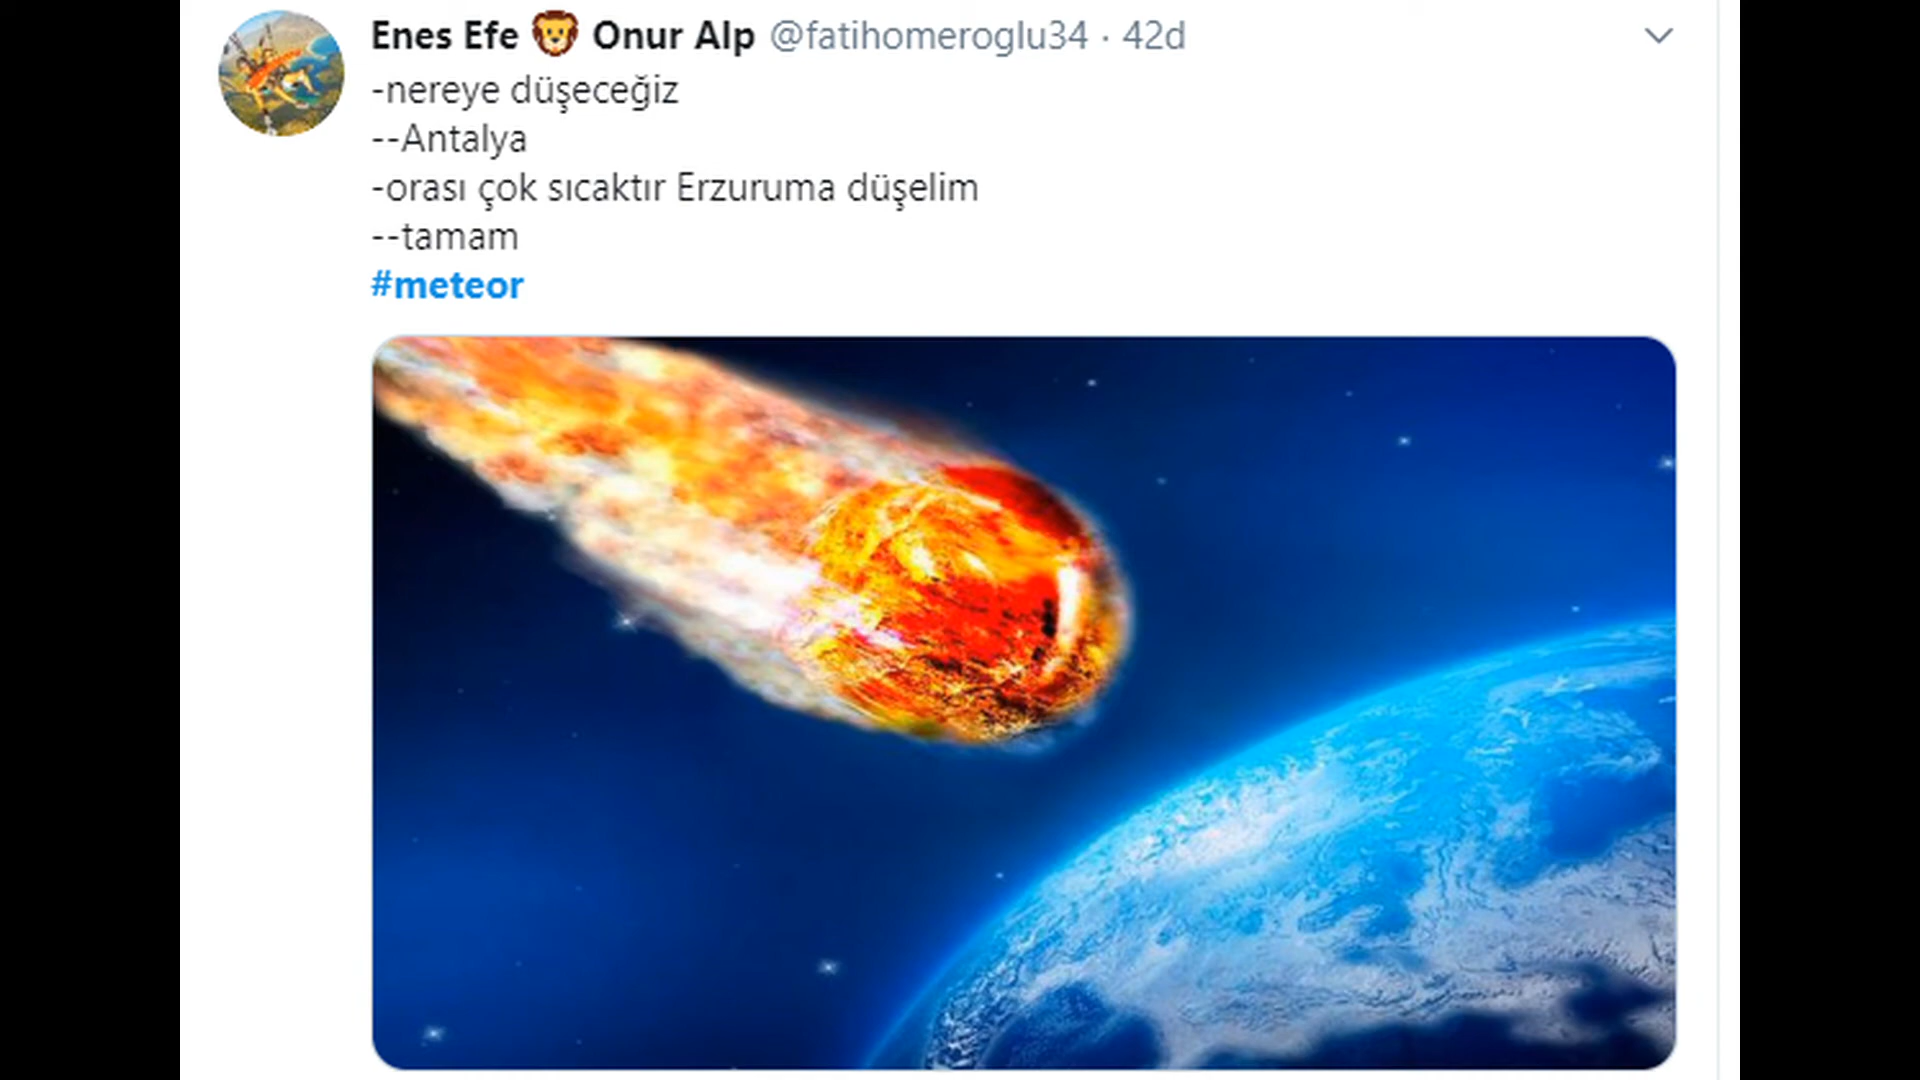 Enes Efe 🦁 Onur Alp @fatihomeroglu34 · 42d
-nereye düşeceğiz
--Antalya
-orası çok sıcaktır Erzuruma düşelim
--tamam
#meteor